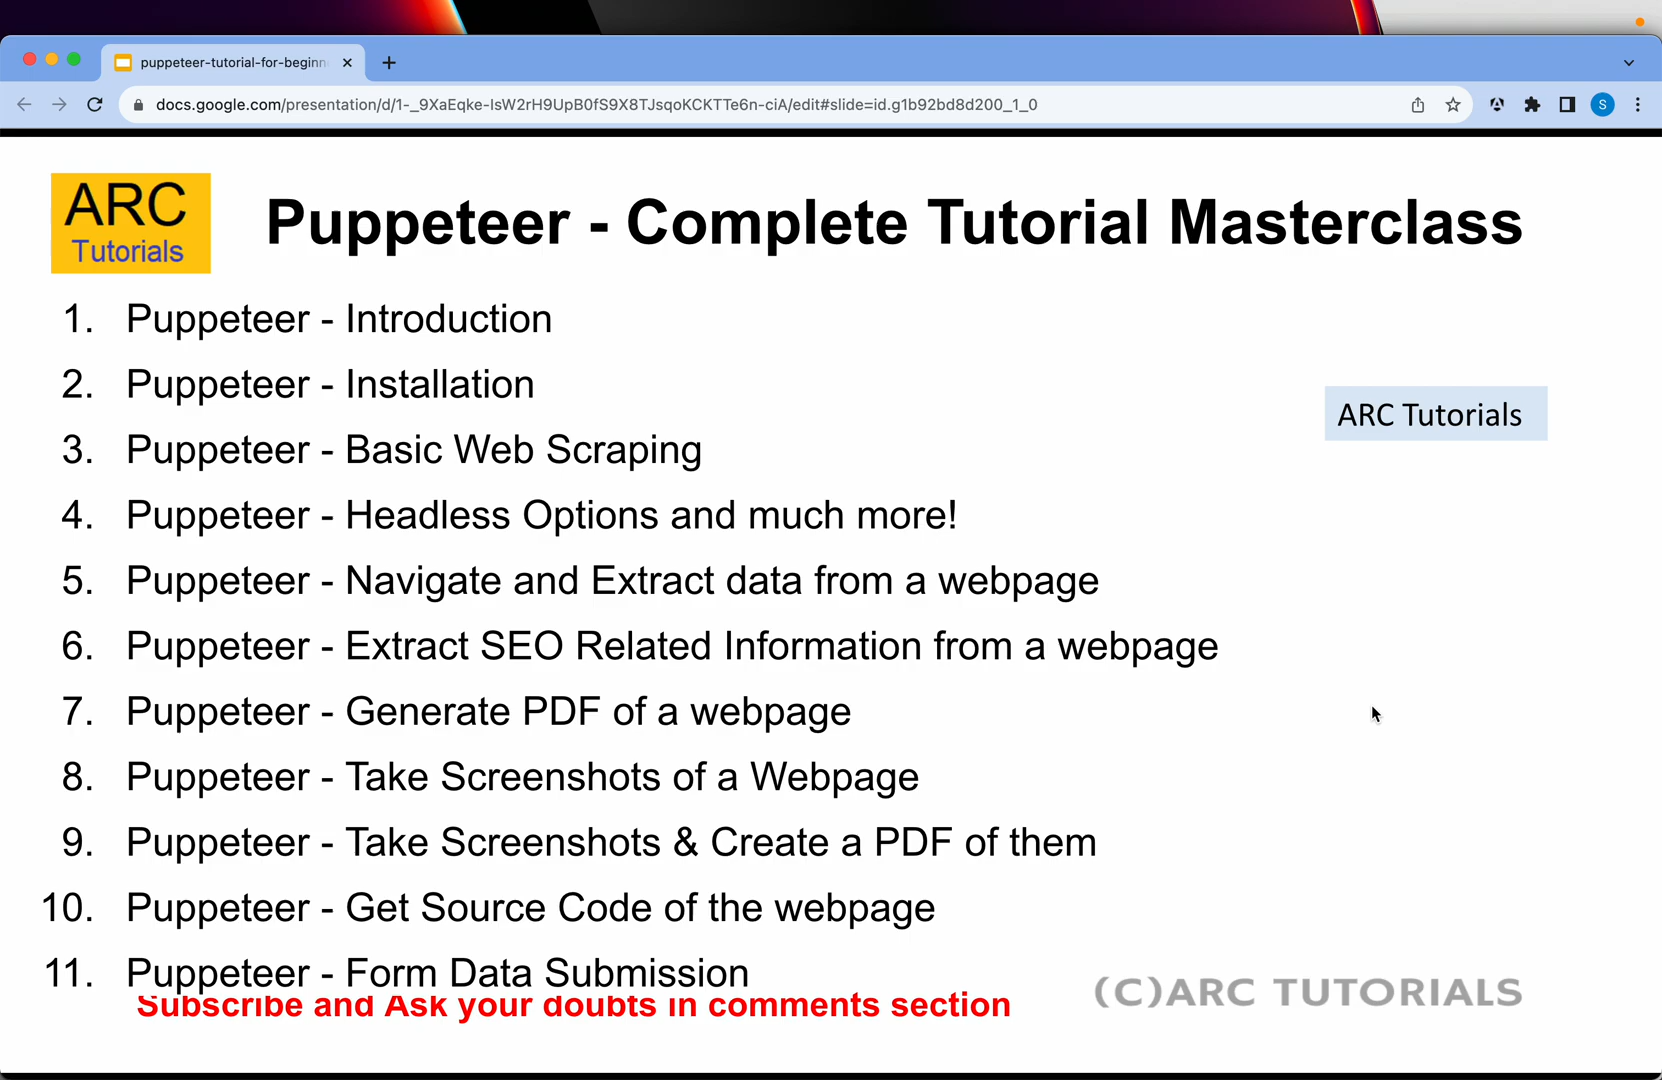 puppeteer-tutorial-for-beginn
docs.google.com/presentation/d/1-_9XaEqke-IsW2rH9UpB0fS9X8TJsqoKCKTTe6n-ciA/edit#slide=id.g1b92bd8d200_1_0
S
ARC
Tutorials
Puppeteer - Complete Tutorial Masterclass
1. Puppeteer - Introduction
2. Puppeteer - Installation
ARC Tutorials
3. Puppeteer - Basic Web Scraping
4. Puppeteer - Headless Options and much more!
5. Puppeteer - Navigate and Extract data from a webpage
6. Puppeteer - Extract SEO Related Information from a webpage
7. Puppeteer - Generate PDF of a webpage
8. Puppeteer - Take Screenshots of a Webpage
9. Puppeteer - Take Screenshots & Create a PDF of them
10. Puppeteer - Get Source Code of the webpage
11. Puppeteer - Form Data Submission
Subscribe and Ask your doubts in comments section
(C)ARC TUTORIALS